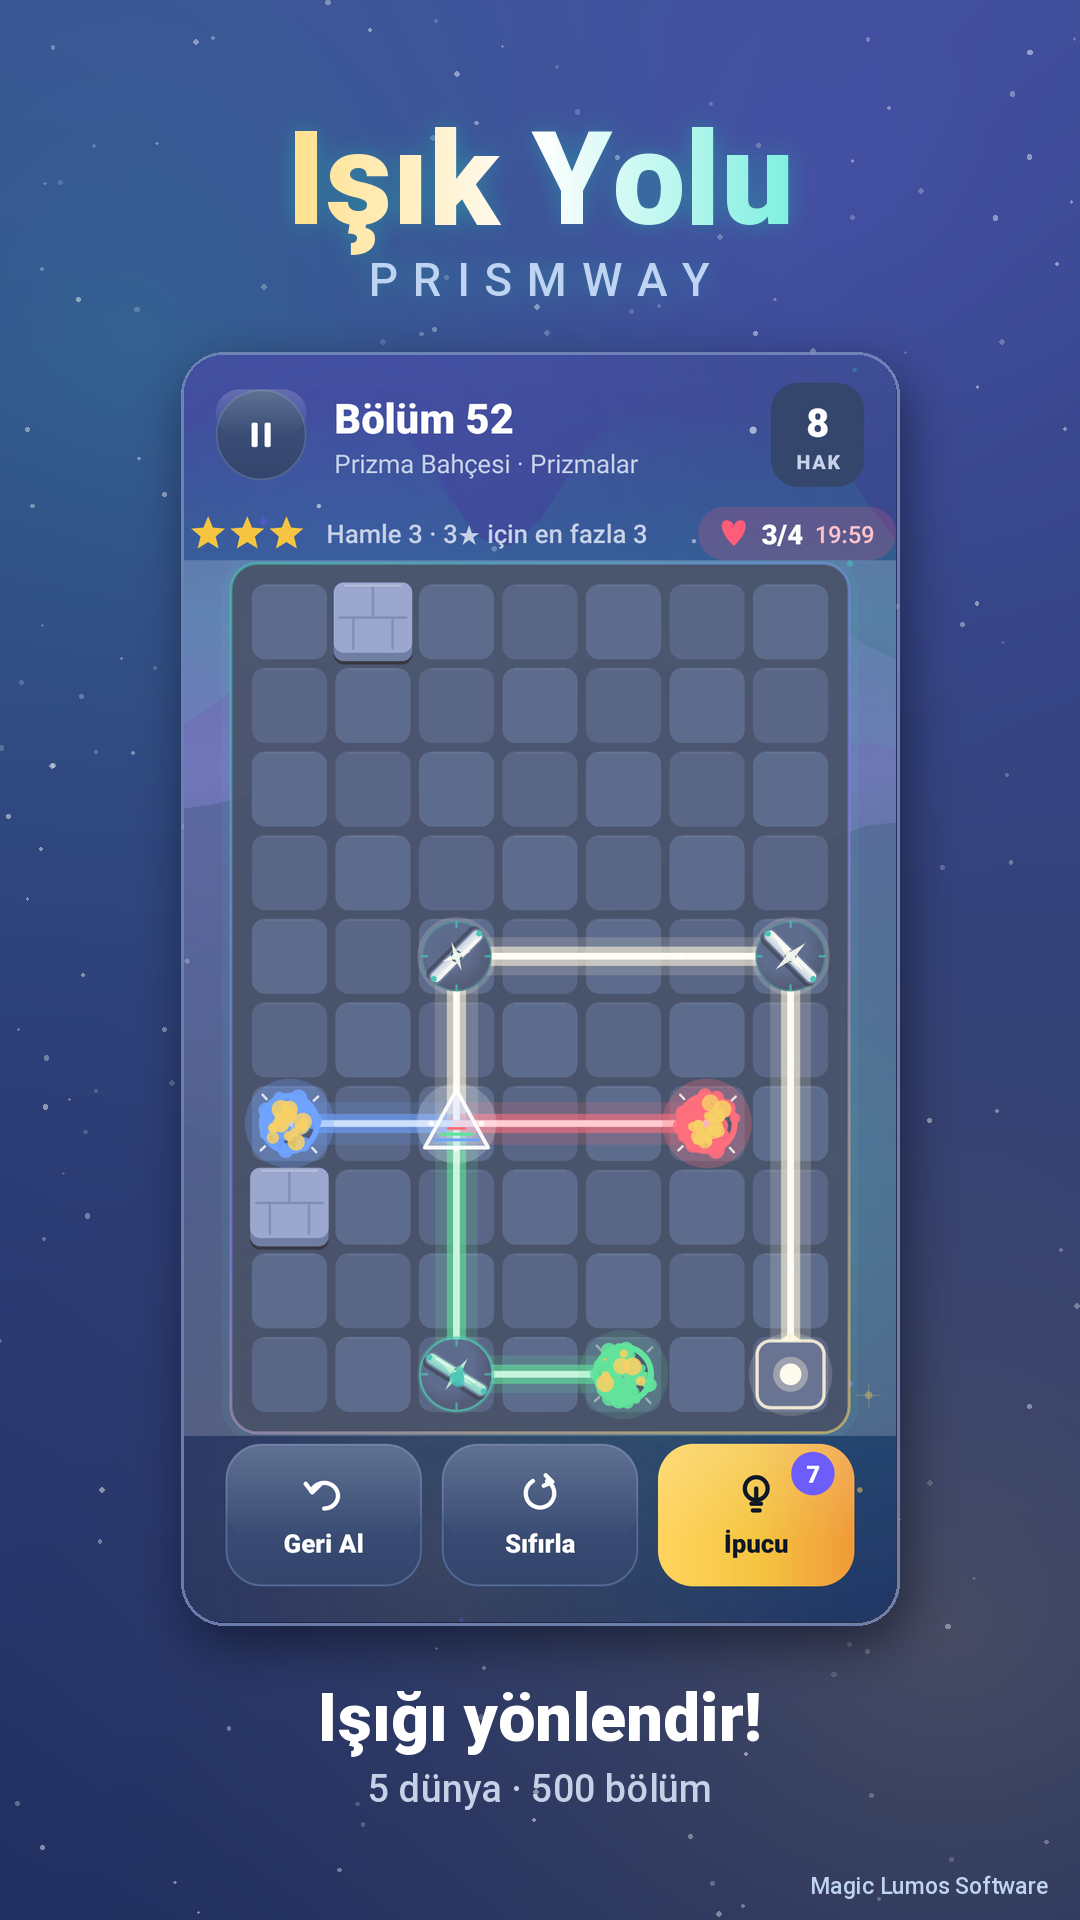 Işık Yolu
PRISMWAY
Bölüm 52
Prizma Bahçesi · Prizmalar
8
HAK
Hamle 3 · 3★ için en fazla 3
3/4 19:59
Geri Al
Sıfırla
7
İpucu
Işığı yönlendir!
5 dünya · 500 bölüm
Magic Lumos Software